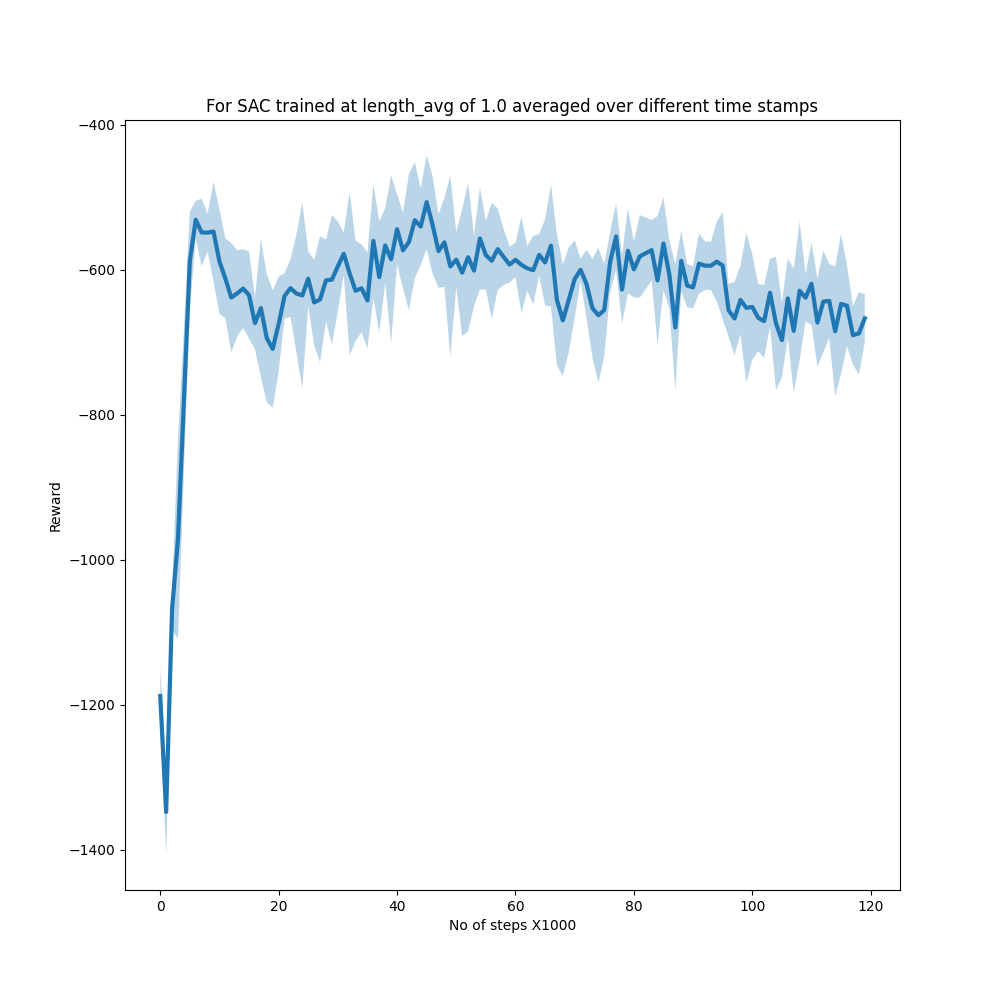 For SAC trained at length_avg of 1.0 averaged over different time stamps
−400
−600
−800
−1000
−1200
−1400
Reward
0 20 40 60 80 100 120
No of steps X1000